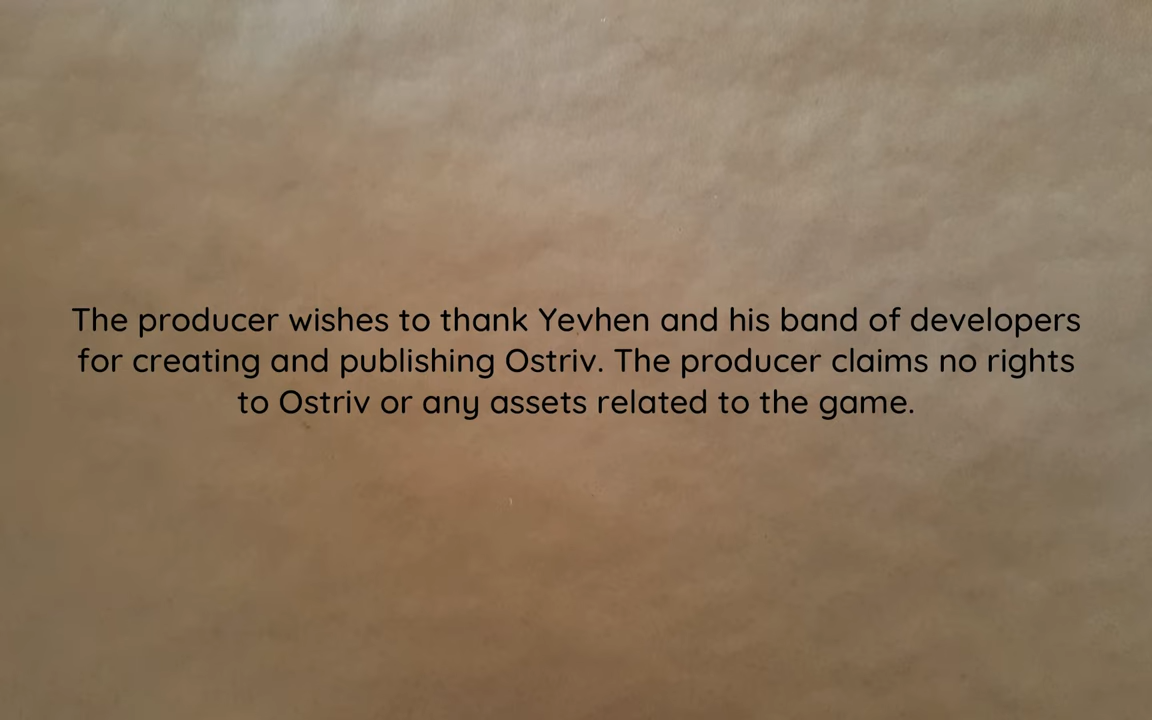 The producer wishes to thank Yevhen and his band of developers
for creating and publishing Ostriv. The producer claims no rights
to Ostriv or any assets related to the game.